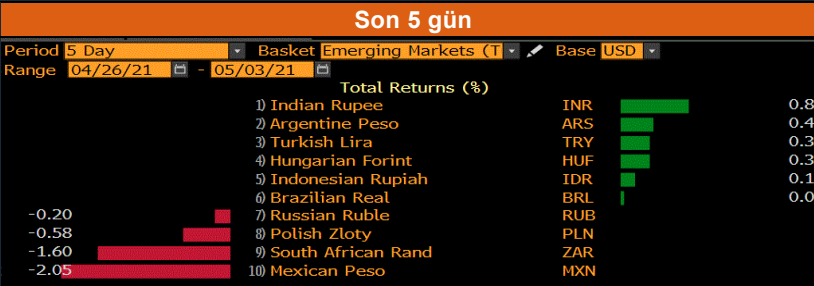 Son 5 gün
Period 5 Day Basket Emerging Markets (T Base USD
Range 04/26/21 - 05/03/21
Total Returns (%)
1) Indian Rupee INR 0.8
2) Argentine Peso ARS 0.4
3) Turkish Lira TRY 0.3
4) Hungarian Forint HUF 0.3
5) Indonesian Rupiah IDR 0.1
6) Brazilian Real BRL 0.0
-0.20 7) Russian Ruble RUB
-0.58 8) Polish Zloty PLN
-1.60 9) South African Rand ZAR
-2.05 10) Mexican Peso MXN